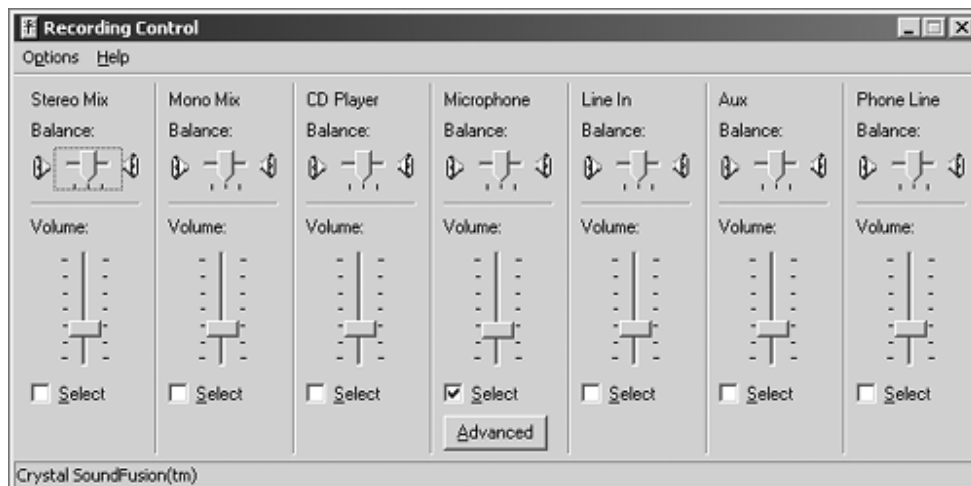 Recording Control
Options Help
Stereo Mix Mono Mix CD Player Microphone Line In Aux Phone Line
Balance: Balance: Balance: Balance: Balance: Balance: Balance:
Volume: Volume: Volume: Volume: Volume: Volume: Volume:
Select Select Select Select Select Select Select
Advanced
Crystal SoundFusion(tm)